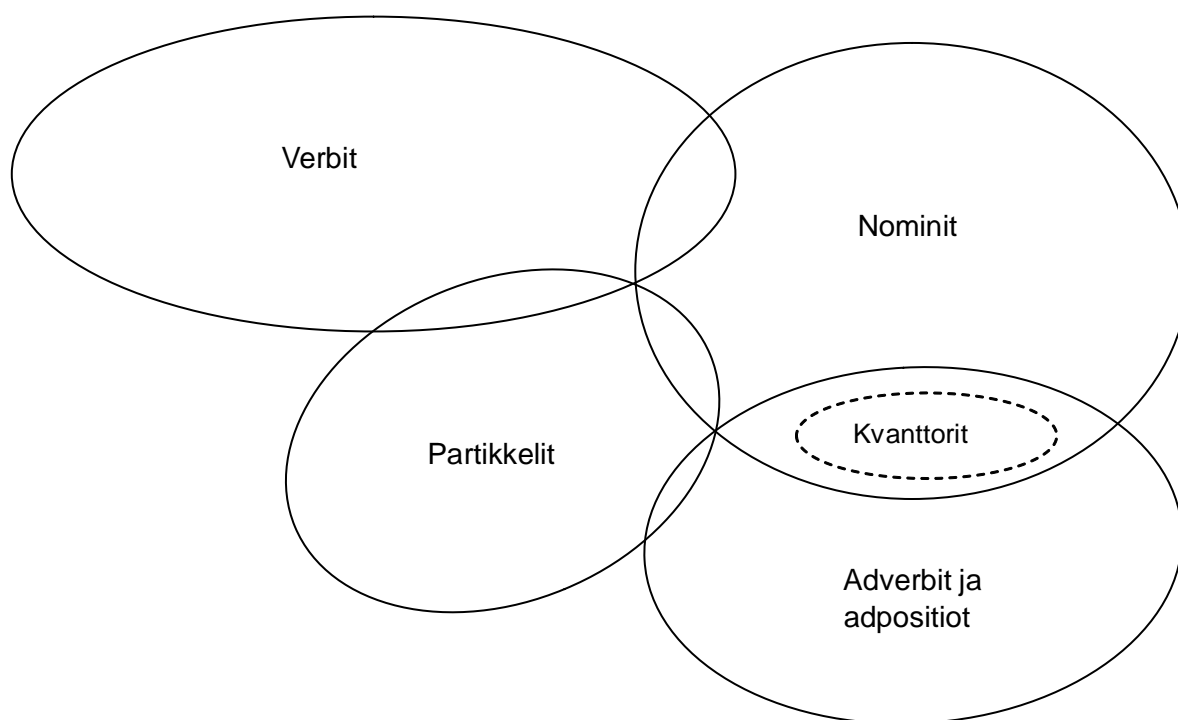 Verbit
Nominit
Kvanttorit
Partikkelit
Adverbit ja
adpositiot